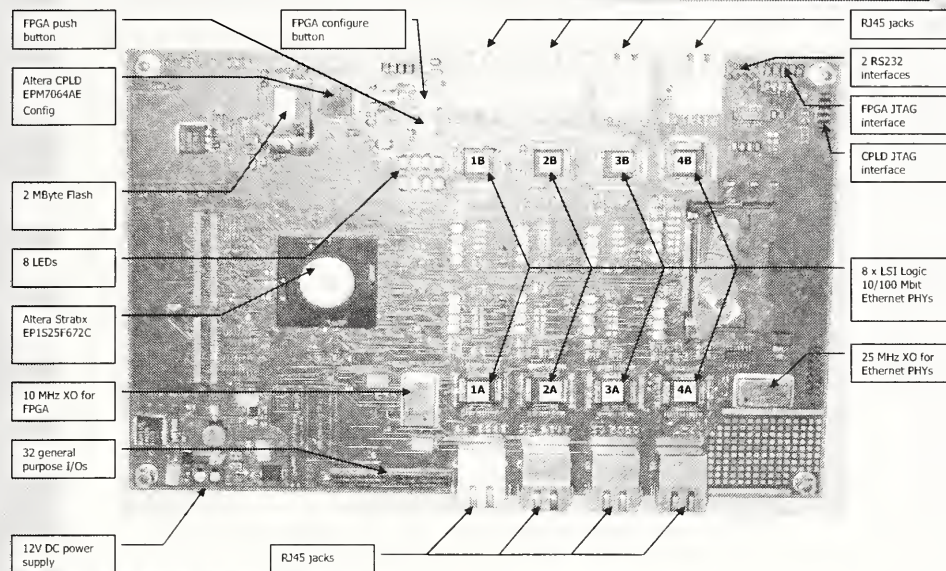 FPGA push
button
FPGA configure
button
RJ45 jacks
Altera CPLD
EPM7064AE
Config
2 RS232
interfaces
FPGA JTAG
interface
CPLD JTAG
interface
1B
2B
3B
4B
2 MByte Flash
8 LEDs
8 x LSI Logic
10/100 Mbit
Ethernet PHYs
Altera Stratix
EP1S25F672C
25 MHz XO for
Ethernet PHYs
10 MHz XO for
FPGA
1A
2A
3A
4A
32 general
purpose I/Os
12V DC power
supply
RJ45 jacks